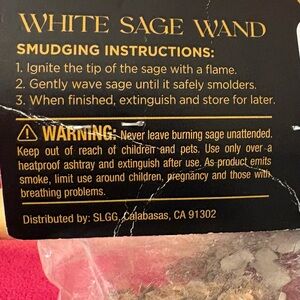 WHITE SAGE WAND
SMUDGING INSTRUCTIONS:
1. Ignite the tip of the sage with a flame.
2. Gently wave sage until it safely smolders.
3. When finished, extinguish and store for later.
WARNING: Never leave burning sage unattended.
Keep out of reach of children and pets. Use only over a
heatproof ashtray and extinguish after use. As product emits
smoke, limit use around children, pregnancy and those with
breathing problems.
Distributed by: SLGG, Calabasas, CA 91302